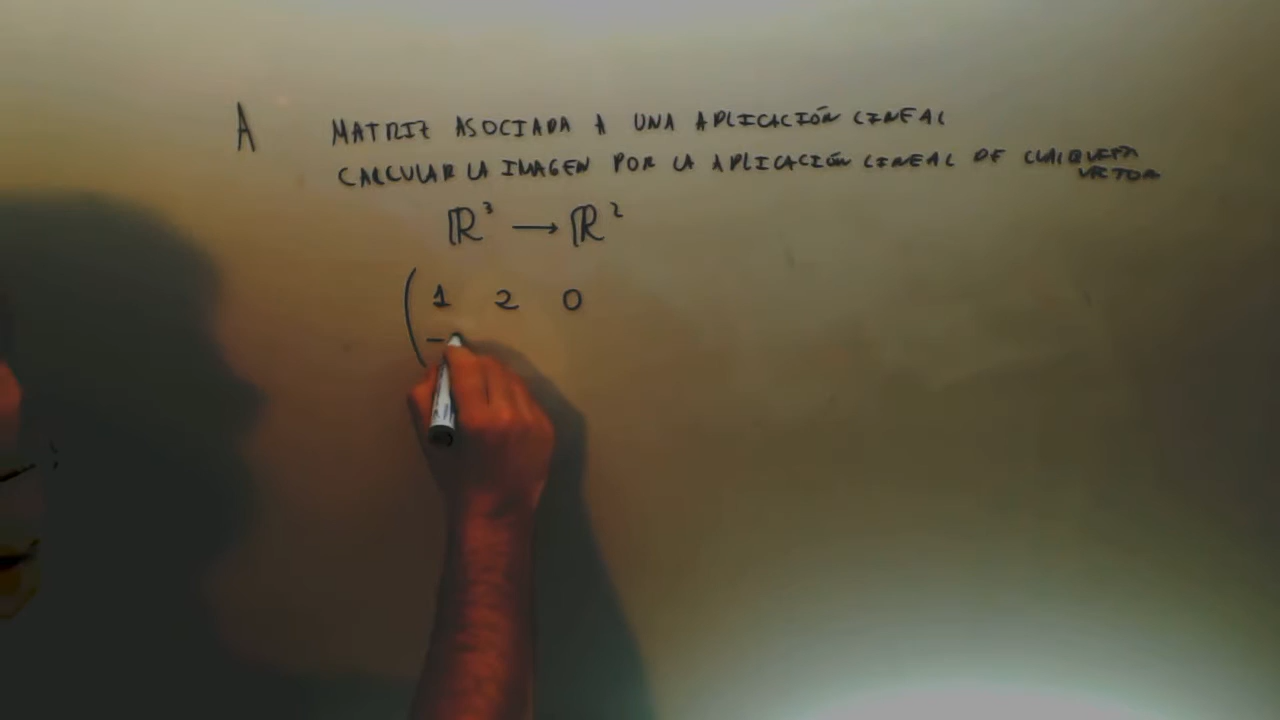 A MATRIZ ASOCIADA A UNA APLICACIÓN LINEAL
CALCULAR LA IMAGEN POR LA APLICACIÓN LINEAL DE CUALQUIERA
VECTOR
ℝ³ → ℝ²
( 1 2 0
-